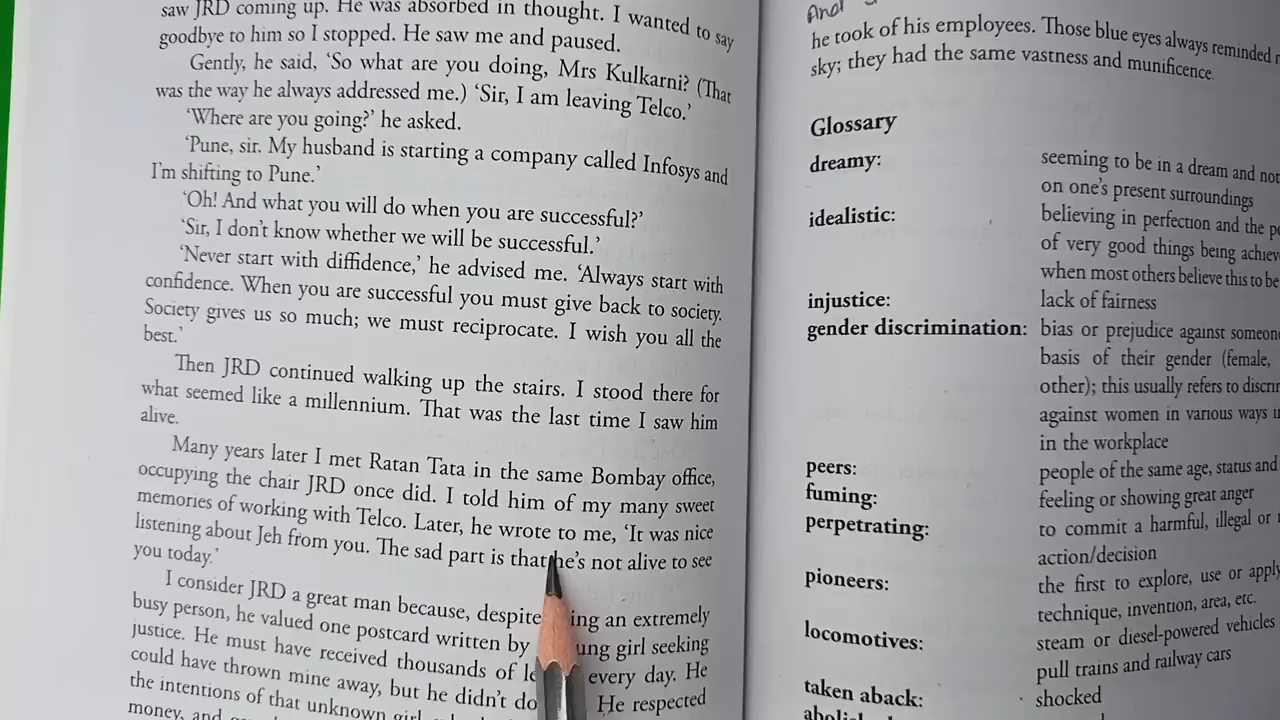 saw JRD coming up. He was absorbed in thought. I wanted to say
goodbye to him so I stopped. He saw me and paused.
Gently, he said, ‘So what are you doing, Mrs Kulkarni? (That
was the way he always addressed me.) ‘Sir, I am leaving Telco.’
‘Where are you going?’ he asked.
‘Pune, sir. My husband is starting a company called Infosys and
I’m shifting to Pune.’
‘Oh! And what you will do when you are successful?’
‘Sir, I don’t know whether we will be successful.’
‘Never start with diffidence,’ he advised me. ‘Always start with
confidence. When you are successful you must give back to society.
Society gives us so much; we must reciprocate. I wish you all the
best.’
Then JRD continued walking up the stairs. I stood there for
what seemed like a millennium. That was the last time I saw him
alive.
Many years later I met Ratan Tata in the same Bombay office,
occupying the chair JRD once did. I told him of my many sweet
memories of working with Telco. Later, he wrote to me, ‘It was nice
listening about Jeh from you. The sad part is that he’s not alive to see
you today.’
I consider JRD a great man because, despite ing an extremely
busy person, he valued one postcard written by ung girl seeking
justice. He must have received thousands of le every day. He
could have thrown mine away, but he didn’t do He respected
the intentions of that unknown girl
money, and
And
he took of his employees. Those blue eyes always reminded
sky; they had the same vastness and munificence.
Glossary
dreamy: seeming to be in a dream and not
on one’s present surroundings
idealistic: believing in perfection and the
of very good things being
when most others believe this to be
injustice: lack of fairness
gender discrimination: bias or prejudice against
basis of their gender (female,
other); this usually refers to
against women in various ways
in the workplace
peers: people of the same age, status and
fuming: feeling or showing great anger
perpetrating: to commit a harmful, illegal or
action/decision
pioneers: the first to explore, use or apply
technique, invention, area, etc.
locomotives: steam or diesel-powered vehicles
pull trains and railway cars
taken aback: shocked